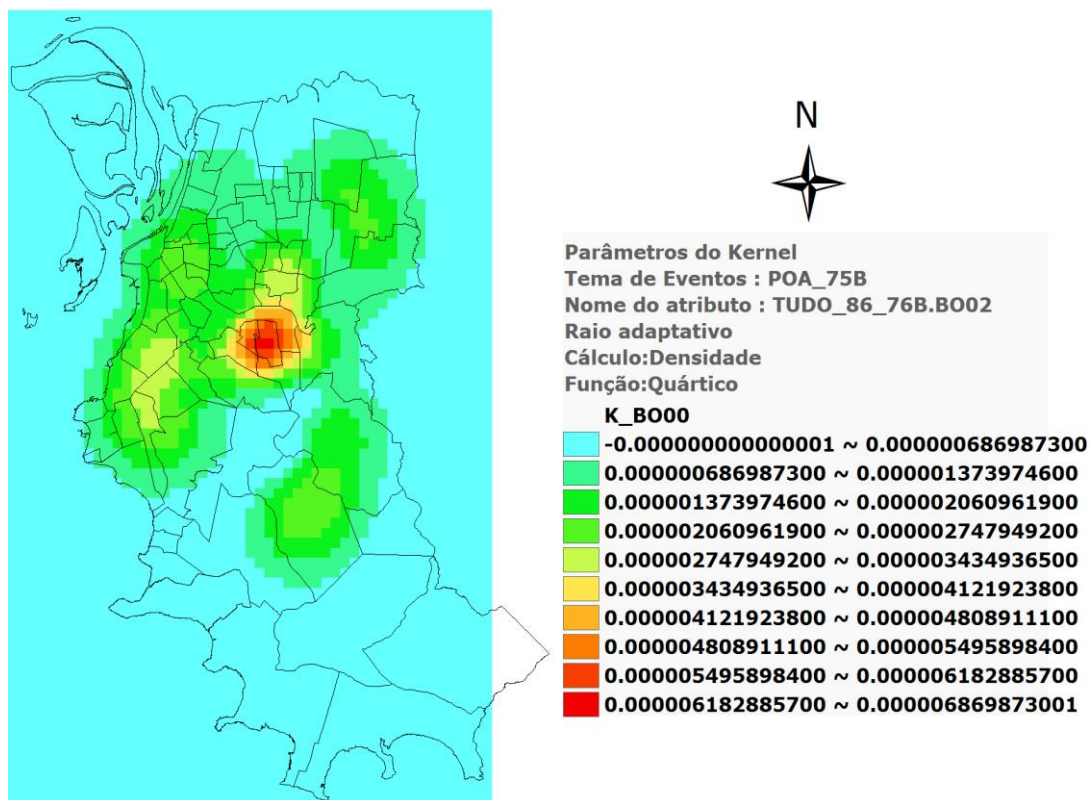 N
Parâmetros do Kernel
Tema de Eventos : POA_75B
Nome do atributo : TUDO_86_76B.BO02
Raio adaptativo
Cálculo:Densidade
Função:Quártico
K_BO00
-0.000000000000001 ~ 0.000000686987300
0.000000686987300 ~ 0.000001373974600
0.000001373974600 ~ 0.000002060961900
0.000002060961900 ~ 0.000002747949200
0.000002747949200 ~ 0.000003434936500
0.000003434936500 ~ 0.000004121923800
0.000004121923800 ~ 0.000004808911100
0.000004808911100 ~ 0.000005495898400
0.000005495898400 ~ 0.000006182885700
0.000006182885700 ~ 0.000006869873001